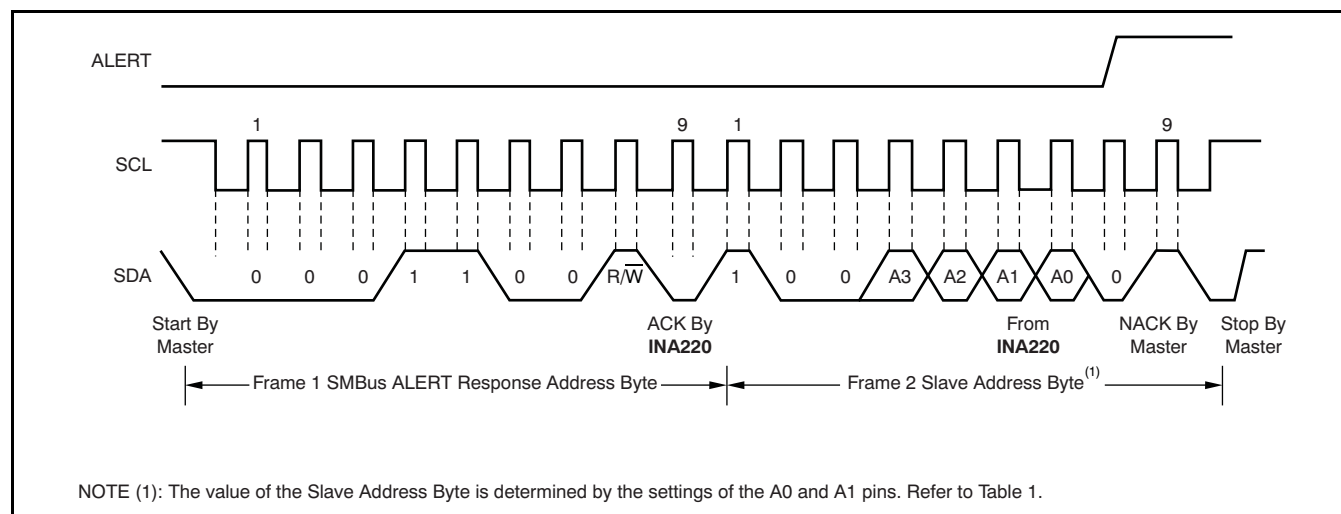 ALERT
1 9 1 9
SCL
SDA 0 0 0 1 1 0 0 R/W 1 0 0 A3 A2 A1 A0 0
Start By Master
ACK By INA220
From INA220
NACK By Master
Stop By Master
Frame 1 SMBus ALERT Response Address Byte
Frame 2 Slave Address Byte(1)
NOTE (1): The value of the Slave Address Byte is determined by the settings of the A0 and A1 pins. Refer to Table 1.